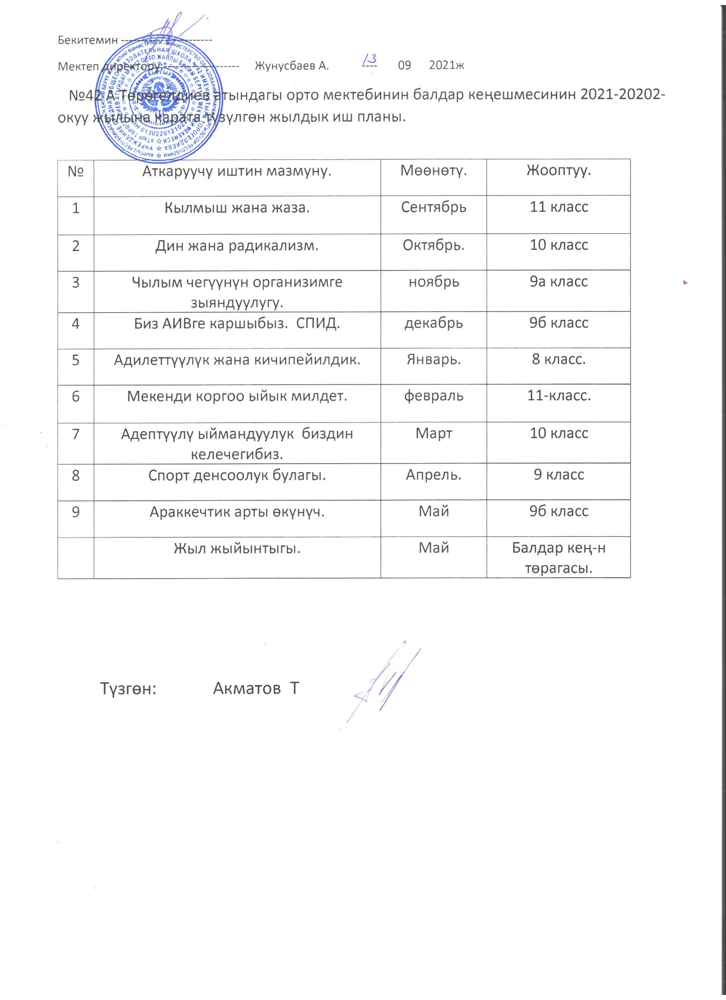 Бекитемин -----------------------
Мектеп директору. ------------------- Жунусбаев А. 13 ---- 09 2021ж
№42 А Төрөгелдиев атындагы орто мектебинин балдар кеңешмесинин 2021-20202-
окуу жылына карата түзүлгөн жылдык иш планы.
№ Аткаруучу иштин мазмуну. Мөөнөтү. Жооптуу.
1 Кылмыш жана жаза. Сентябрь 11 класс
2 Дин жана радикализм. Октябрь. 10 класс
3 Чылым чегүүнүн организимге ноябрь 9а класс
зыяндуулугу.
4 Биз АИВге каршыбыз. СПИД. декабрь 9б класс
5 Адилеттүүлүк жана кичипейилдик. Январь. 8 класс.
6 Мекенди коргоо ыйык милдет. февраль 11-класс.
7 Адептүүлү ыймандуулук биздин Март 10 класс
келечегибиз.
8 Спорт денсоолук булагы. Апрель. 9 класс
9 Араккечтик арты өкүнүч. Май 9б класс
Жыл жыйынтыгы. Май Балдар кең-н
төрагасы.
Түзгөн: Акматов Т